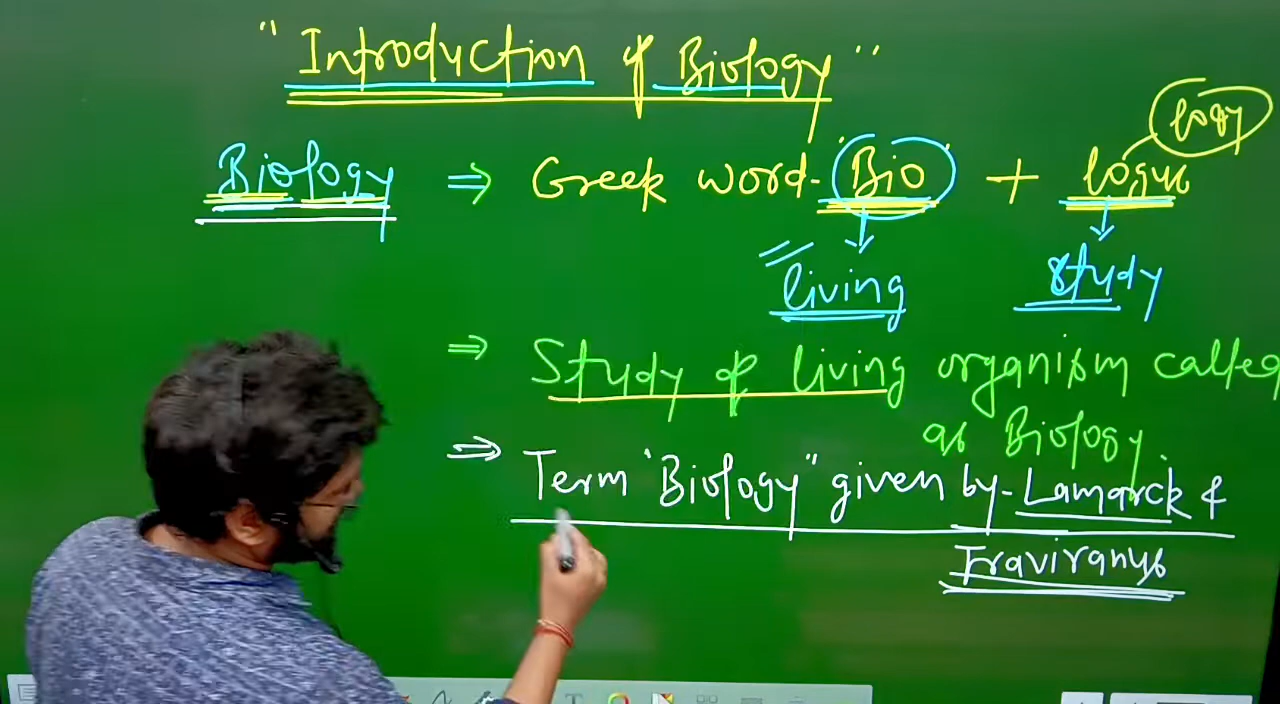 "Introduction of Biology"
logy
Biology ⇒ Greek word- 'Bio' + logus
living study
⇒ Study of living organism called
as Biology.
⇒ Term "Biology" given by- Lamarck &
Traviranus